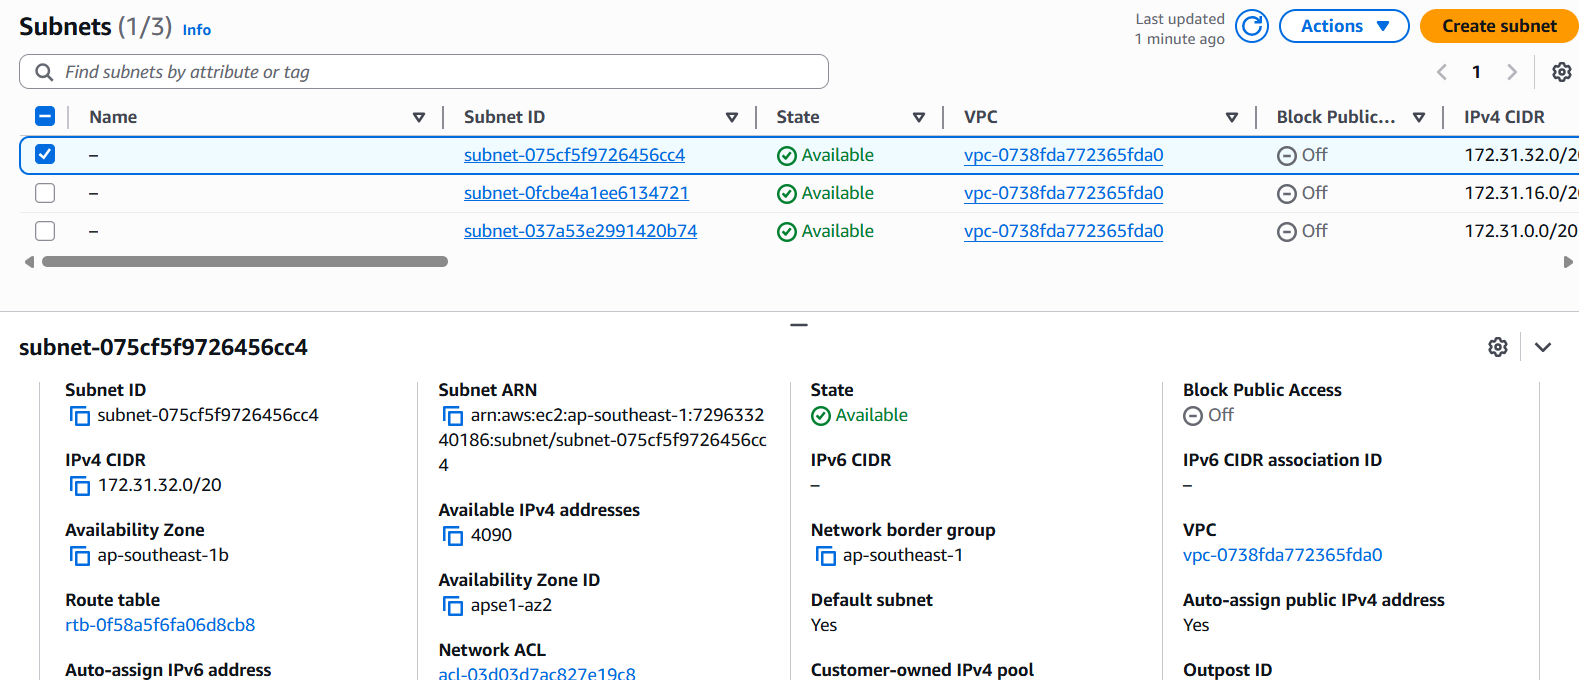 Subnets (1/3) Info
Last updated
1 minute ago
Actions
Create subnet
Find subnets by attribute or tag
1
Name Subnet ID State VPC Block Public... IPv4 CIDR
– subnet-075cf5f9726456cc4 Available vpc-0738fda772365fda0 Off 172.31.32.0/20
– subnet-0fcbe4a1ee6134721 Available vpc-0738fda772365fda0 Off 172.31.16.0/20
– subnet-037a53e2991420b74 Available vpc-0738fda772365fda0 Off 172.31.0.0/20
subnet-075cf5f9726456cc4
Subnet ID
subnet-075cf5f9726456cc4
IPv4 CIDR
172.31.32.0/20
Availability Zone
ap-southeast-1b
Route table
rtb-0f58a5f6fa06d8cb8
Auto-assign IPv6 address
Subnet ARN
arn:aws:ec2:ap-southeast-1:7296332
40186:subnet/subnet-075cf5f9726456cc
4
Available IPv4 addresses
4090
Availability Zone ID
apse1-az2
Network ACL
acl-03d03d7ac827e19c8
State
Available
IPv6 CIDR
–
Network border group
ap-southeast-1
Default subnet
Yes
Customer-owned IPv4 pool
Block Public Access
Off
IPv6 CIDR association ID
–
VPC
vpc-0738fda772365fda0
Auto-assign public IPv4 address
Yes
Outpost ID